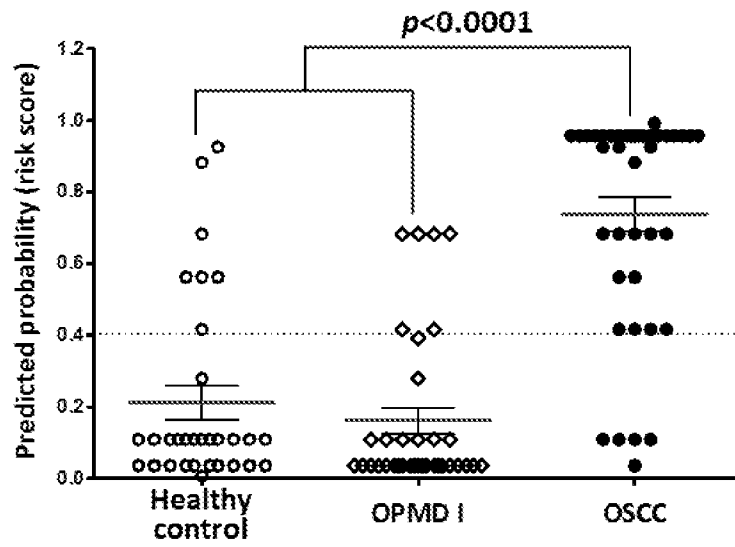 p<0.0001
Predicted probability (risk score)
1.2
1.0
0.8
0.6
0.4
0.2
0.0
Healthy
control
OPMD I
OSCC